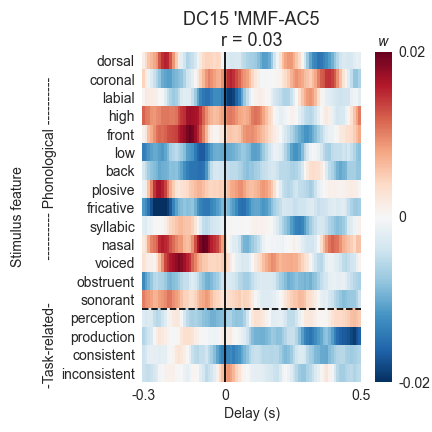 DC15 'MMF-AC5
r = 0.03
w
dorsal
coronal
labial
high
front
low
back
plosive
fricative
syllabic
nasal
voiced
obstruent
sonorant
perception
production
consistent
inconsistent
Stimulus feature
---------- Phonological ----------
-Task-related-
0.02
0
-0.02
-0.3
0
0.5
Delay (s)